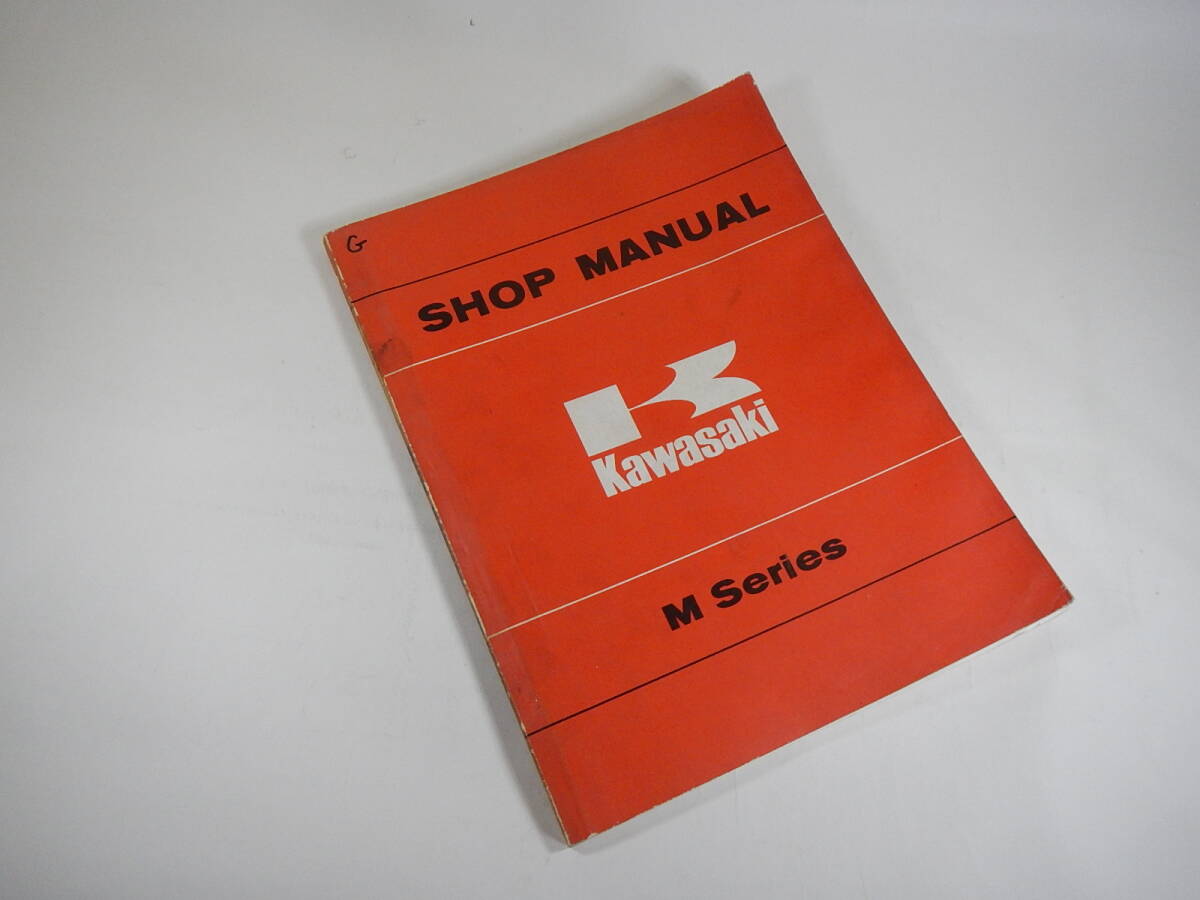 G
SHOP MANUAL
Kawasaki
M Series